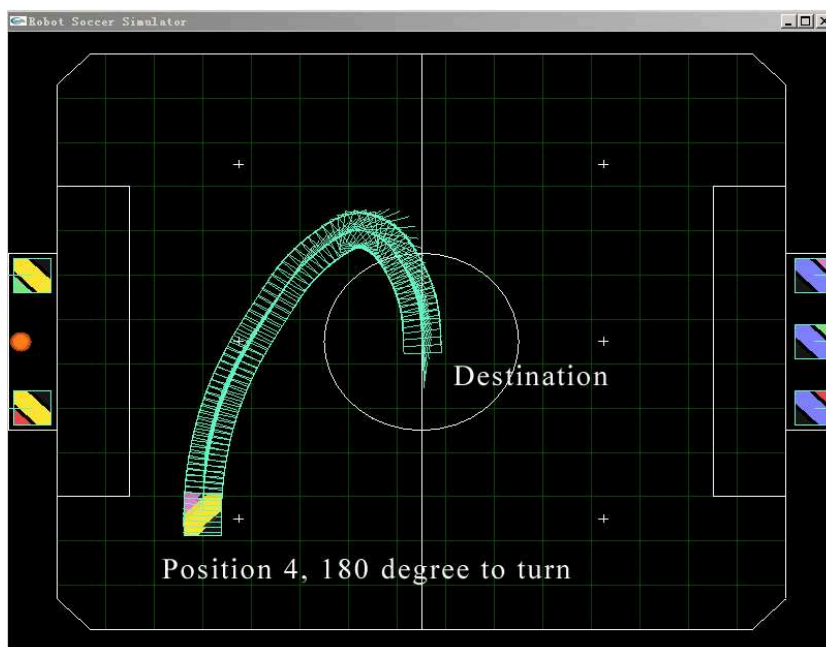 Robot Soccer Simulator
Destination
Position 4, 180 degree to turn